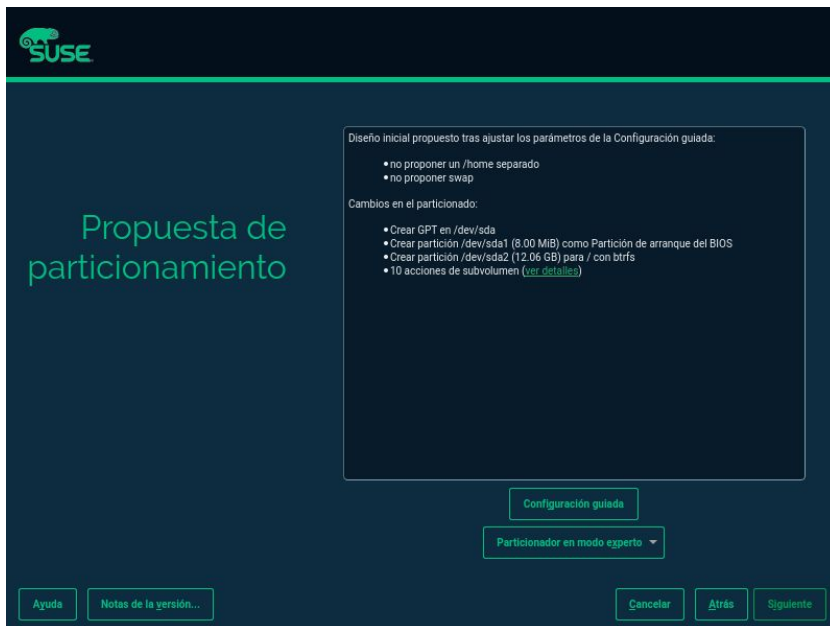 SUSE
Propuesta de
particionamiento
Diseño inicial propuesto tras ajustar los parámetros de la Configuración guiada:
• no proponer un /home separado
• no proponer swap
Cambios en el particionado:
• Crear GPT en /dev/sda
• Crear partición /dev/sda1 (8.00 MiB) como Partición de arranque del BIOS
• Crear partición /dev/sda2 (12.06 GB) para / con btrfs
• 10 acciones de subvolumen (ver detalles)
Configuración guiada
Particionador en modo experto
Ayuda
Notas de la versión...
Cancelar
Atrás
Siguiente